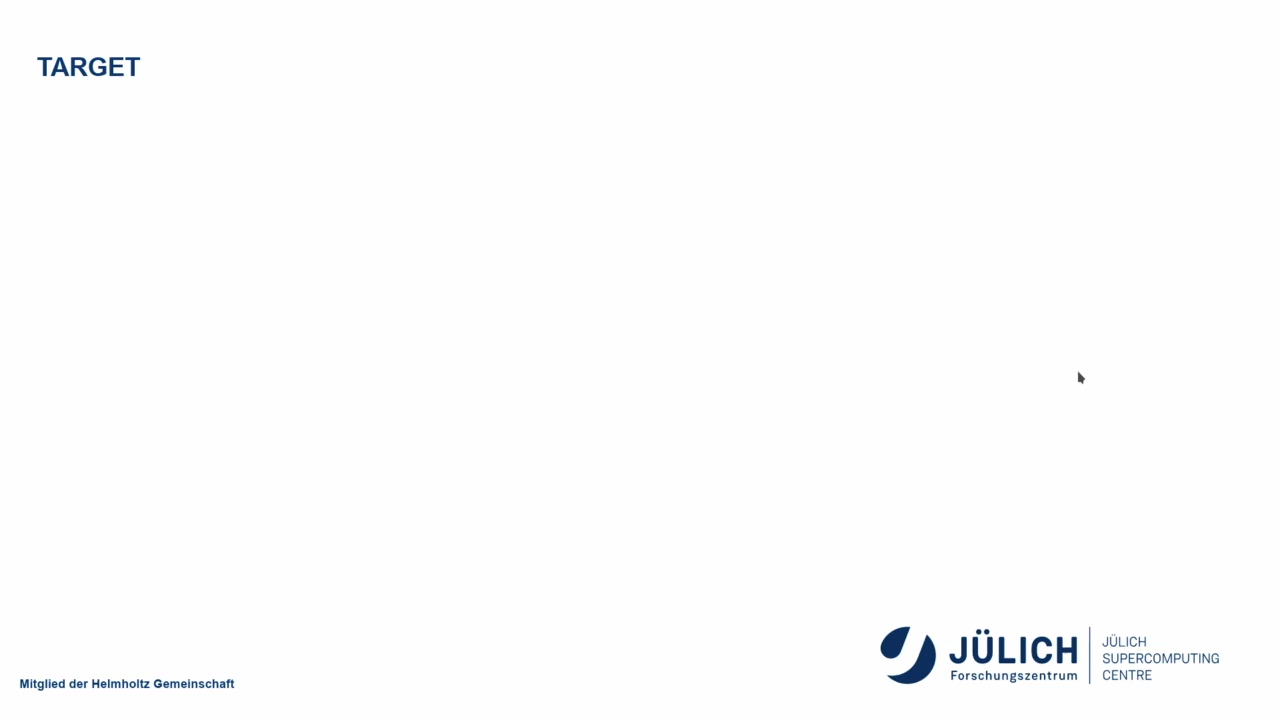 TARGET
Mitglied der Helmholtz Gemeinschaft
JÜLICH
Forschungszentrum
JÜLICH
SUPERCOMPUTING
CENTRE